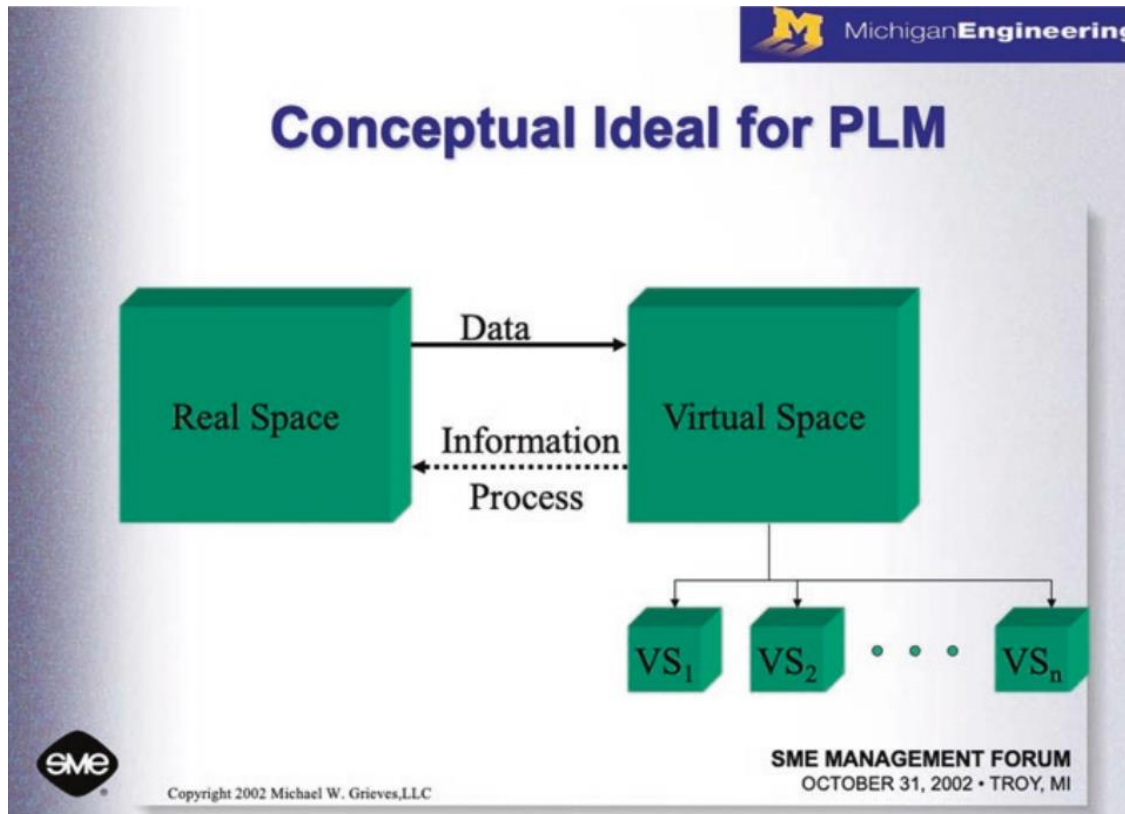 M MichiganEngineering
Conceptual Ideal for PLM
Data
Real Space
Virtual Space
Information
Process
VS₁
VS₂
VSₙ
SME
SME MANAGEMENT FORUM
OCTOBER 31, 2002 • TROY, MI
Copyright 2002 Michael W. Grieves,LLC